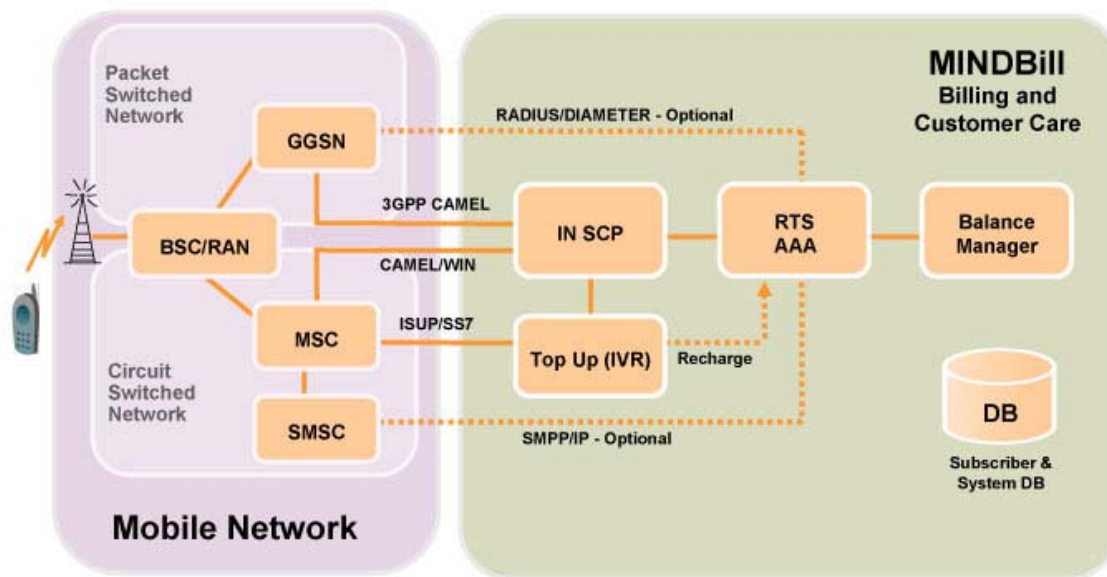 Packet
Switched
Network
MINDBill
Billing and
Customer Care
RADIUS/DIAMETER - Optional
GGSN
3GPP CAMEL
BSC/RAN
IN SCP
RTS
AAA
Balance
Manager
CAMEL/WIN
ISUP/SS7
MSC
Top Up (IVR)
Recharge
Circuit
Switched
Network
SMSC
SMPP/IP - Optional
DB
Subscriber &
System DB
Mobile Network